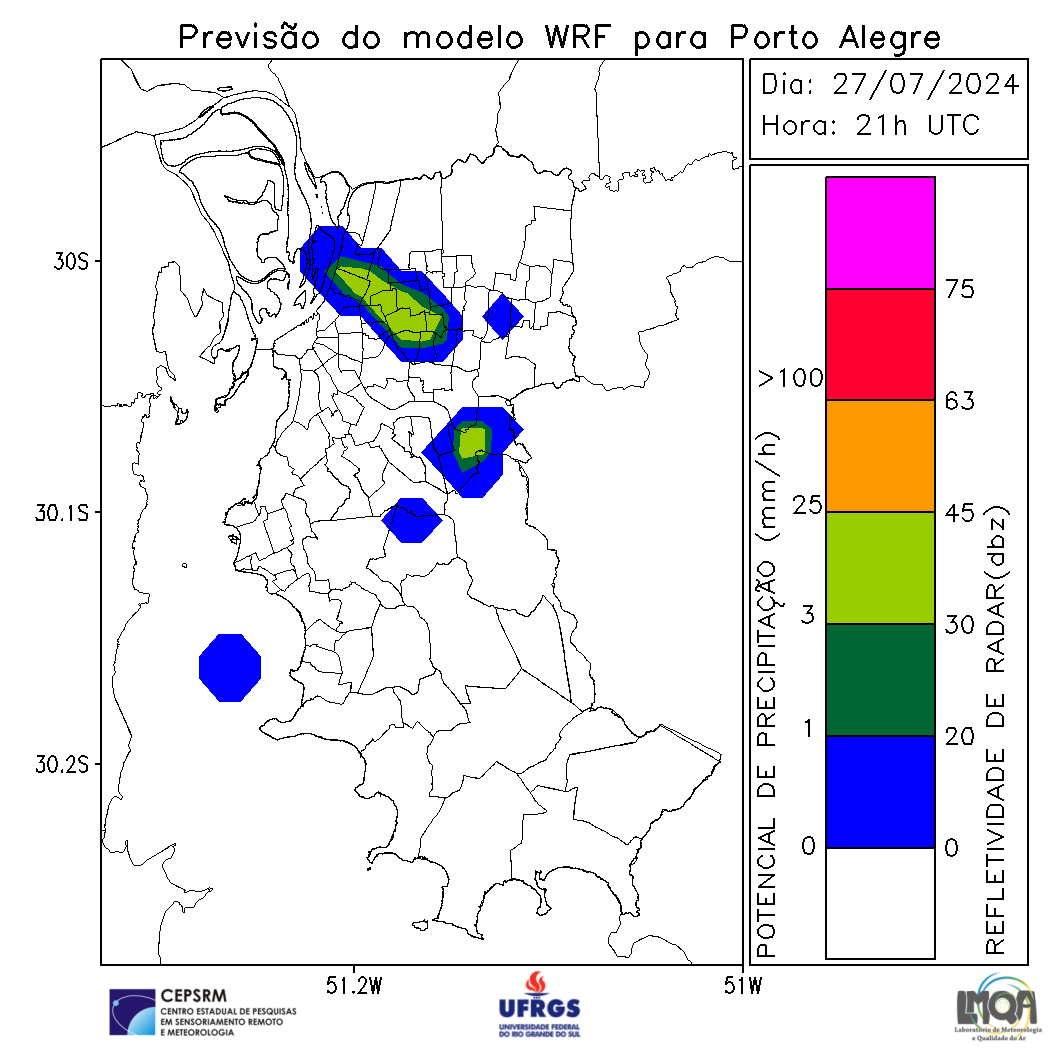 Previsão do modelo WRF para Porto Alegre
Dia: 27/07/2024
Hora: 21h UTC
30S
30.1S
30.2S
51.2W
51W
POTENCIAL DE PRECIPITAÇÃO (mm/h)
>100
25
3
1
0
75
63
45
30
20
0
REFLETIVIDADE DE RADAR(dbz)
CEPSRM
CENTRO ESTADUAL DE PESQUISAS
EM SENSORIAMENTO REMOTO
E METEOROLOGIA
UFRGS
UNIVERSIDADE FEDERAL
DO RIO GRANDE DO SUL
LMQA
Laboratório de Meteorologia
e Qualidade do Ar